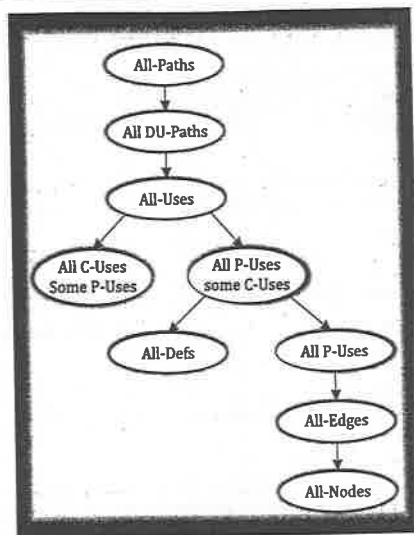 All-Paths
All DU-Paths
All-Uses
All C-Uses
Some P-Uses
All P-Uses
some C-Uses
All-Defs
All P-Uses
All-Edges
All-Nodes